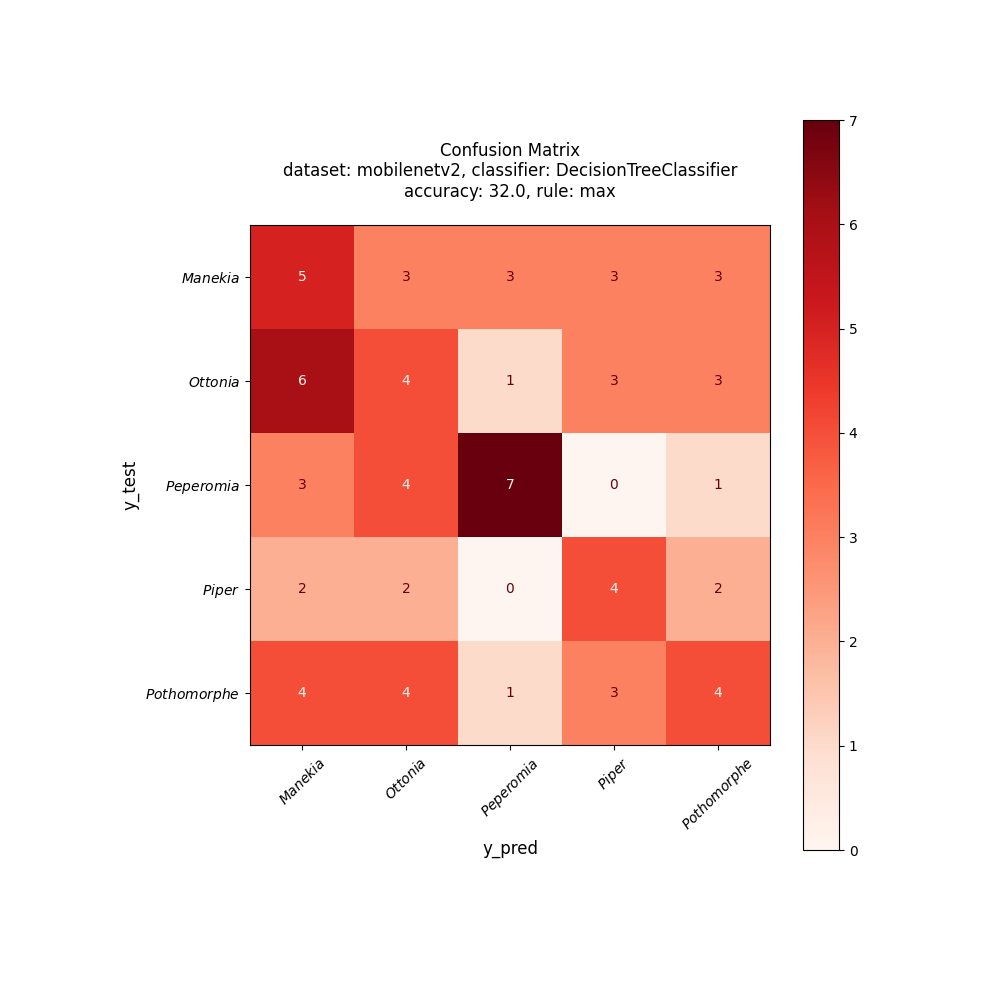 Confusion Matrix
dataset: mobilenetv2, classifier: DecisionTreeClassifier
accuracy: 32.0, rule: max
y_test
Manekia 5 3 3 3 3
Ottonia 6 4 1 3 3
Peperomia 3 4 7 0 1
Piper 2 2 0 4 2
Pothomorphe 4 4 1 3 4
Manekia Ottonia Peperomia Piper Pothomorphe
y_pred
7
6
5
4
3
2
1
0